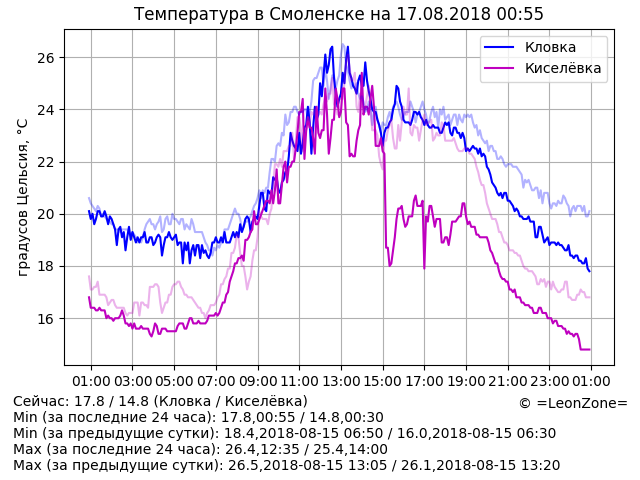 Температура в Смоленске на 17.08.2018 00:55
Кловка
Киселёвка
градусов Цельсия, °C
26
24
22
20
18
16
01:00 03:00 05:00 07:00 09:00 11:00 13:00 15:00 17:00 19:00 21:00 23:00 01:00
Сейчас: 17.8 / 14.8 (Кловка / Киселёвка)
© =LeonZone=
Min (за последние 24 часа): 17.8,00:55 / 14.8,00:30
Min (за предыдущие сутки): 18.4,2018-08-15 06:50 / 16.0,2018-08-15 06:30
Max (за последние 24 часа): 26.4,12:35 / 25.4,14:00
Max (за предыдущие сутки): 26.5,2018-08-15 13:05 / 26.1,2018-08-15 13:20